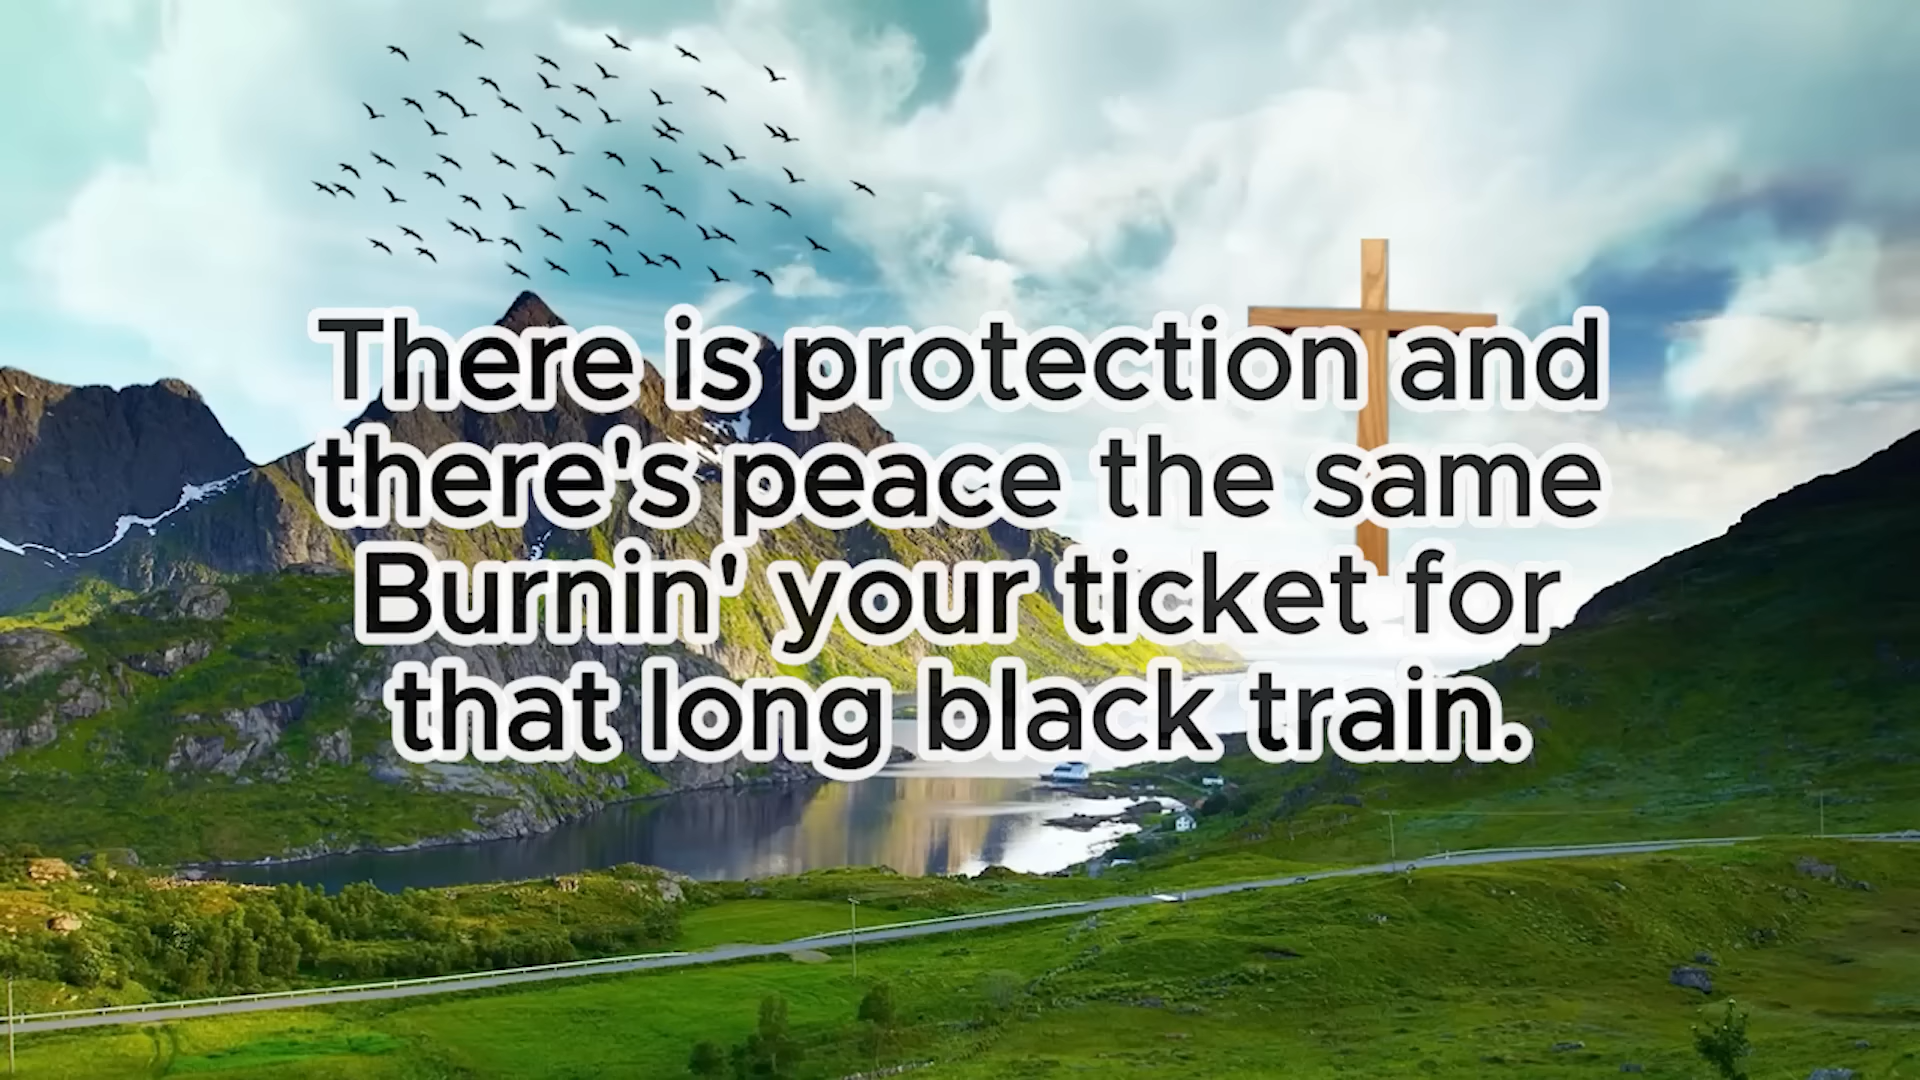 There is protection and
there's peace the same
Burnin' your ticket for
that long black train.